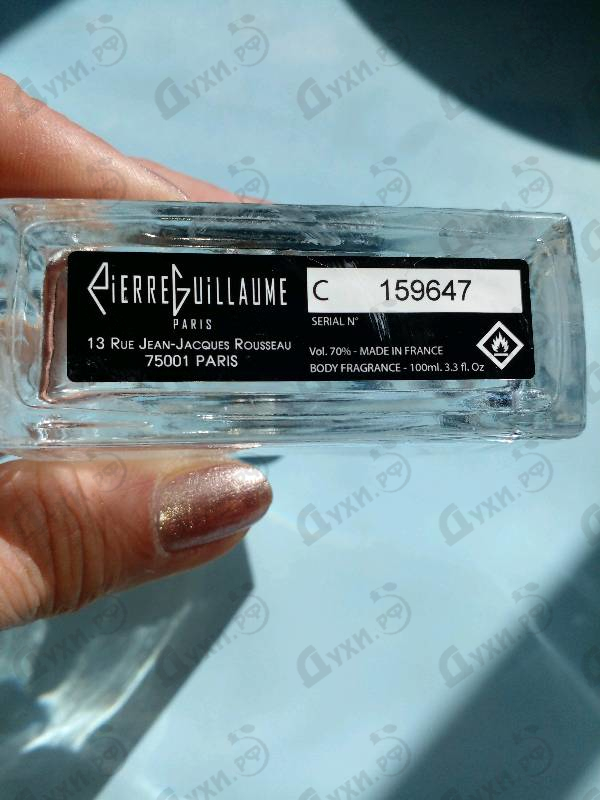 PIERREGUILLAUME
PARIS
13 RUE JEAN-JACQUES ROUSSEAU
75001 PARIS
C 159647
SERIAL N°
Vol. 70% - MADE IN FRANCE
BODY FRAGRANCE - 100ml. 3.3 fl. Oz
Духи.рф